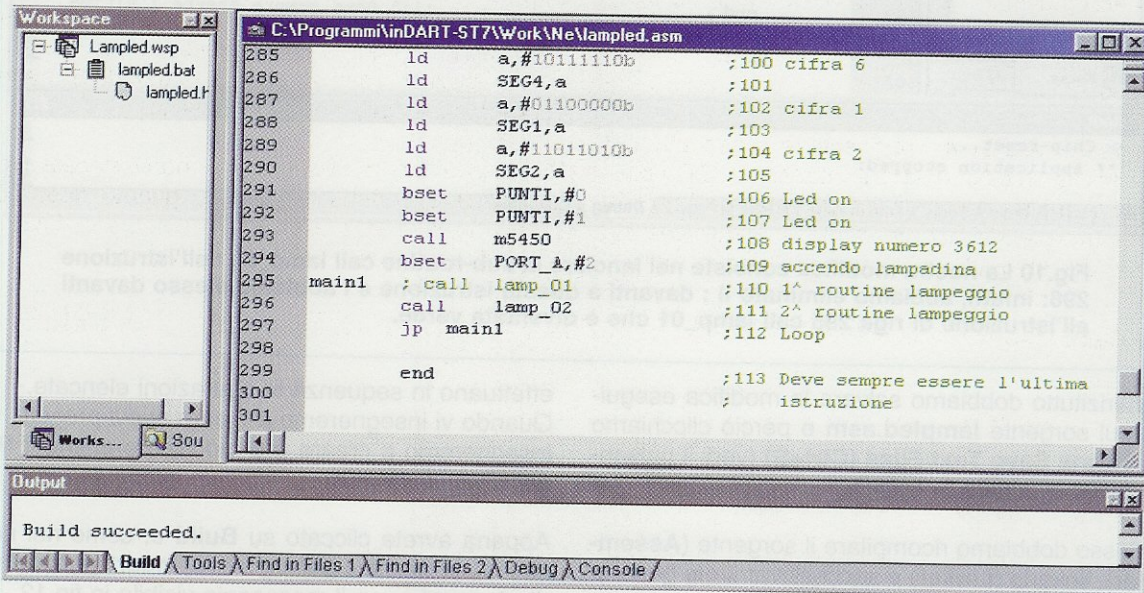 Workspace
Lampled.wsp
lampled.bat
lampled.h
Works...
Sou
C:\Programmi\inDART-ST7\Work\Ne\lampled.asm
285 ld a,#10111110b ;100 cifra 6
286 ld SEG4,a ;101
287 ld a,#01100000b ;102 cifra 1
288 ld SEG1,a ;103
289 ld a,#11011010b ;104 cifra 2
290 ld SEG2,a ;105
291 bset PUNTI,#0 ;106 Led on
292 bset PUNTI,#1 ;107 Led on
293 call m5450 ;108 display numero 3612
294 bset PORT_A,#2 ;109 accendo lampadina
295 main1 ; call lamp_01 ;110 1^ routine lampeggio
296 call lamp_02 ;111 2^ routine lampeggio
297 jp main1 ;112 Loop
298
299 end ;113 Deve sempre essere l'ultima
300 ; istruzione
301
Output
Build succeeded.
Build Tools Find in Files 1 Find in Files 2 Debug Console